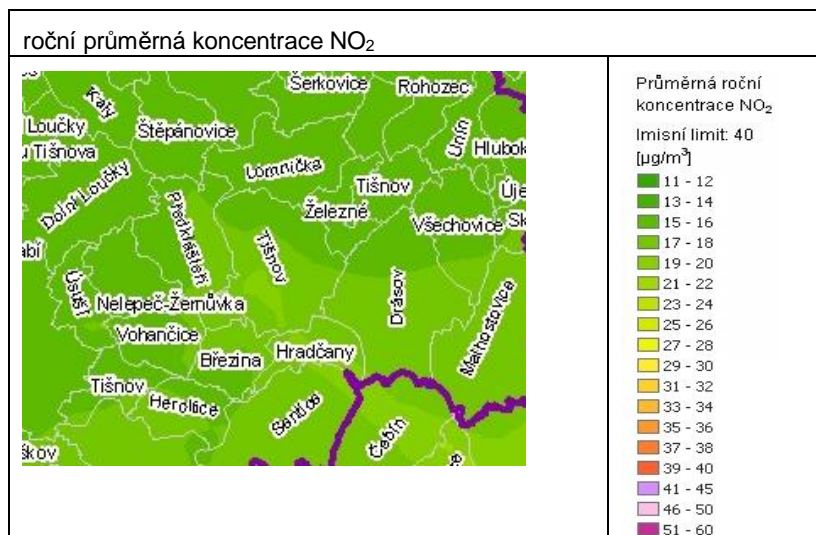 roční průměrná koncentrace NO₂
Šerkovice
Rohozec
Kaly
Loučky
u Tišnova
Štěpánovice
Unín
Hlubok
Lomnička
Tišnov
Dolní Loučky
Železné
Všechovice
Úje
Sk
Předklášteří
Tišnov
abí
Úsuší
Nelepeč-Žernůvka
Drásov
Malhostovice
Vohančice
Březina
Hradčany
Tišnov
Heroltice
Sentice
Čebín
škov
Průměrná roční
koncentrace NO₂
Imisní limit: 40
[µg/m³]
11 - 12
13 - 14
15 - 16
17 - 18
19 - 20
21 - 22
23 - 24
25 - 26
27 - 28
29 - 30
31 - 32
33 - 34
35 - 36
37 - 38
39 - 40
41 - 45
46 - 50
51 - 60